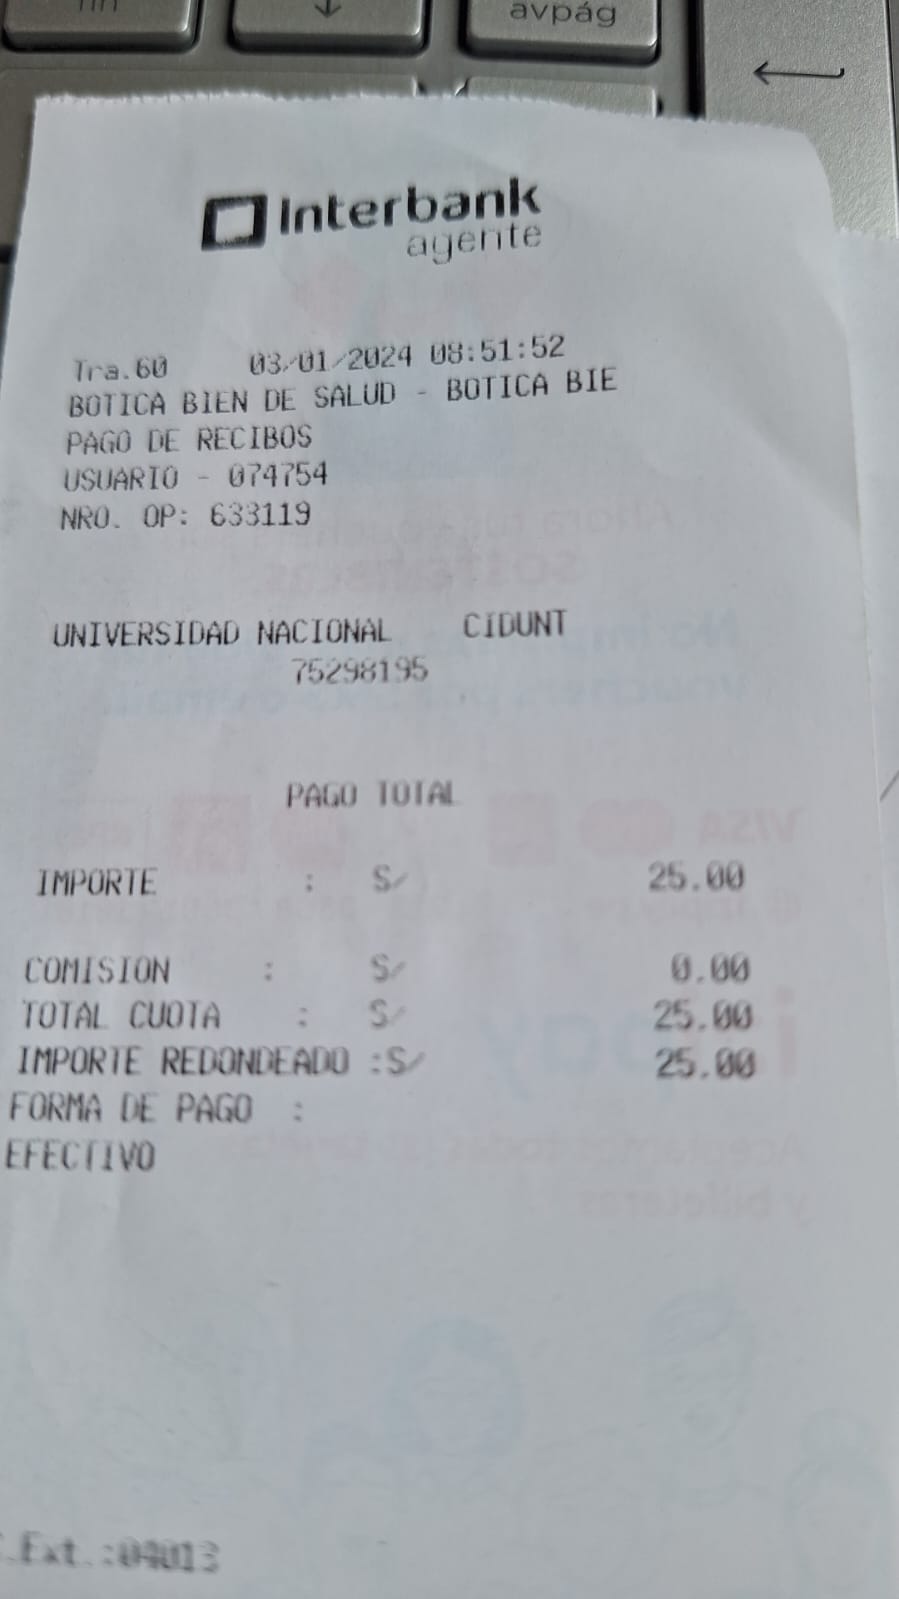 avpág
Interbank
agente
Tra.60 03/01/2024 08:51:52
BOTICA BIEN DE SALUD - BOTICA BIE
PAGO DE RECIBOS
USUARIO - 074754
NRO. OP: 633119
UNIVERSIDAD NACIONAL CIDUNT
75298195
PAGO TOTAL
IMPORTE : S/ 25.00
COMISION : S/ 0.00
TOTAL CUOTA : S/ 25.00
IMPORTE REDONDEADO :S/ 25.00
FORMA DE PAGO :
EFECTIVO
.Ext.:04013